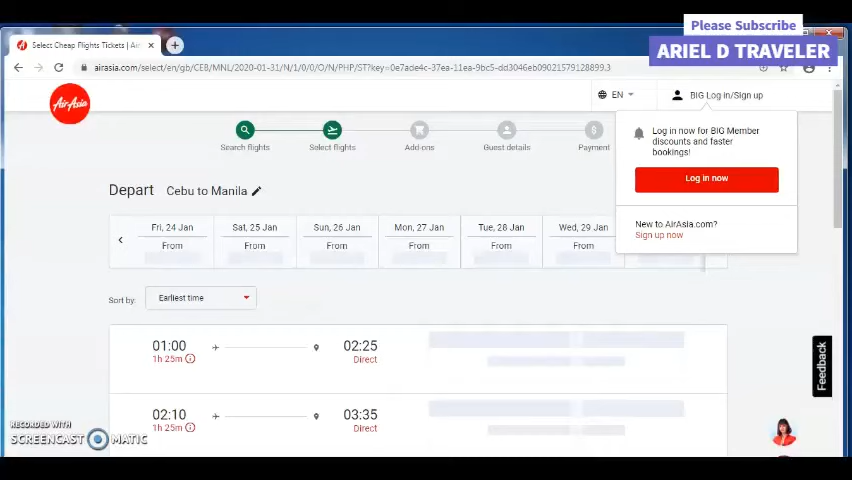 Please Subscribe
ARIEL D TRAVELER
Select Cheap Flights Tickets | Air
airasia.com/select/en/gb/CEB/MNL/2020-01-31/N/1/0/0/O/N/PHP/ST?key=0e7ade4c-37ea-11ea-9bc5-dd3046eb09021579128899.3
AirAsia
EN
BIG Log in/Sign up
Search flights
Select flights
Add-ons
Guest details
Payment
Log in now for BIG Member
discounts and faster
bookings!
Log in now
New to AirAsia.com?
Sign up now
Depart Cebu to Manila
Fri, 24 Jan
From
Sat, 25 Jan
From
Sun, 26 Jan
From
Mon, 27 Jan
From
Tue, 28 Jan
From
Wed, 29 Jan
From
Sort by: Earliest time
01:00
1h 25m
02:25
Direct
02:10
1h 25m
03:35
Direct
Feedback
RECORDED WITH
SCREENCAST MATIC